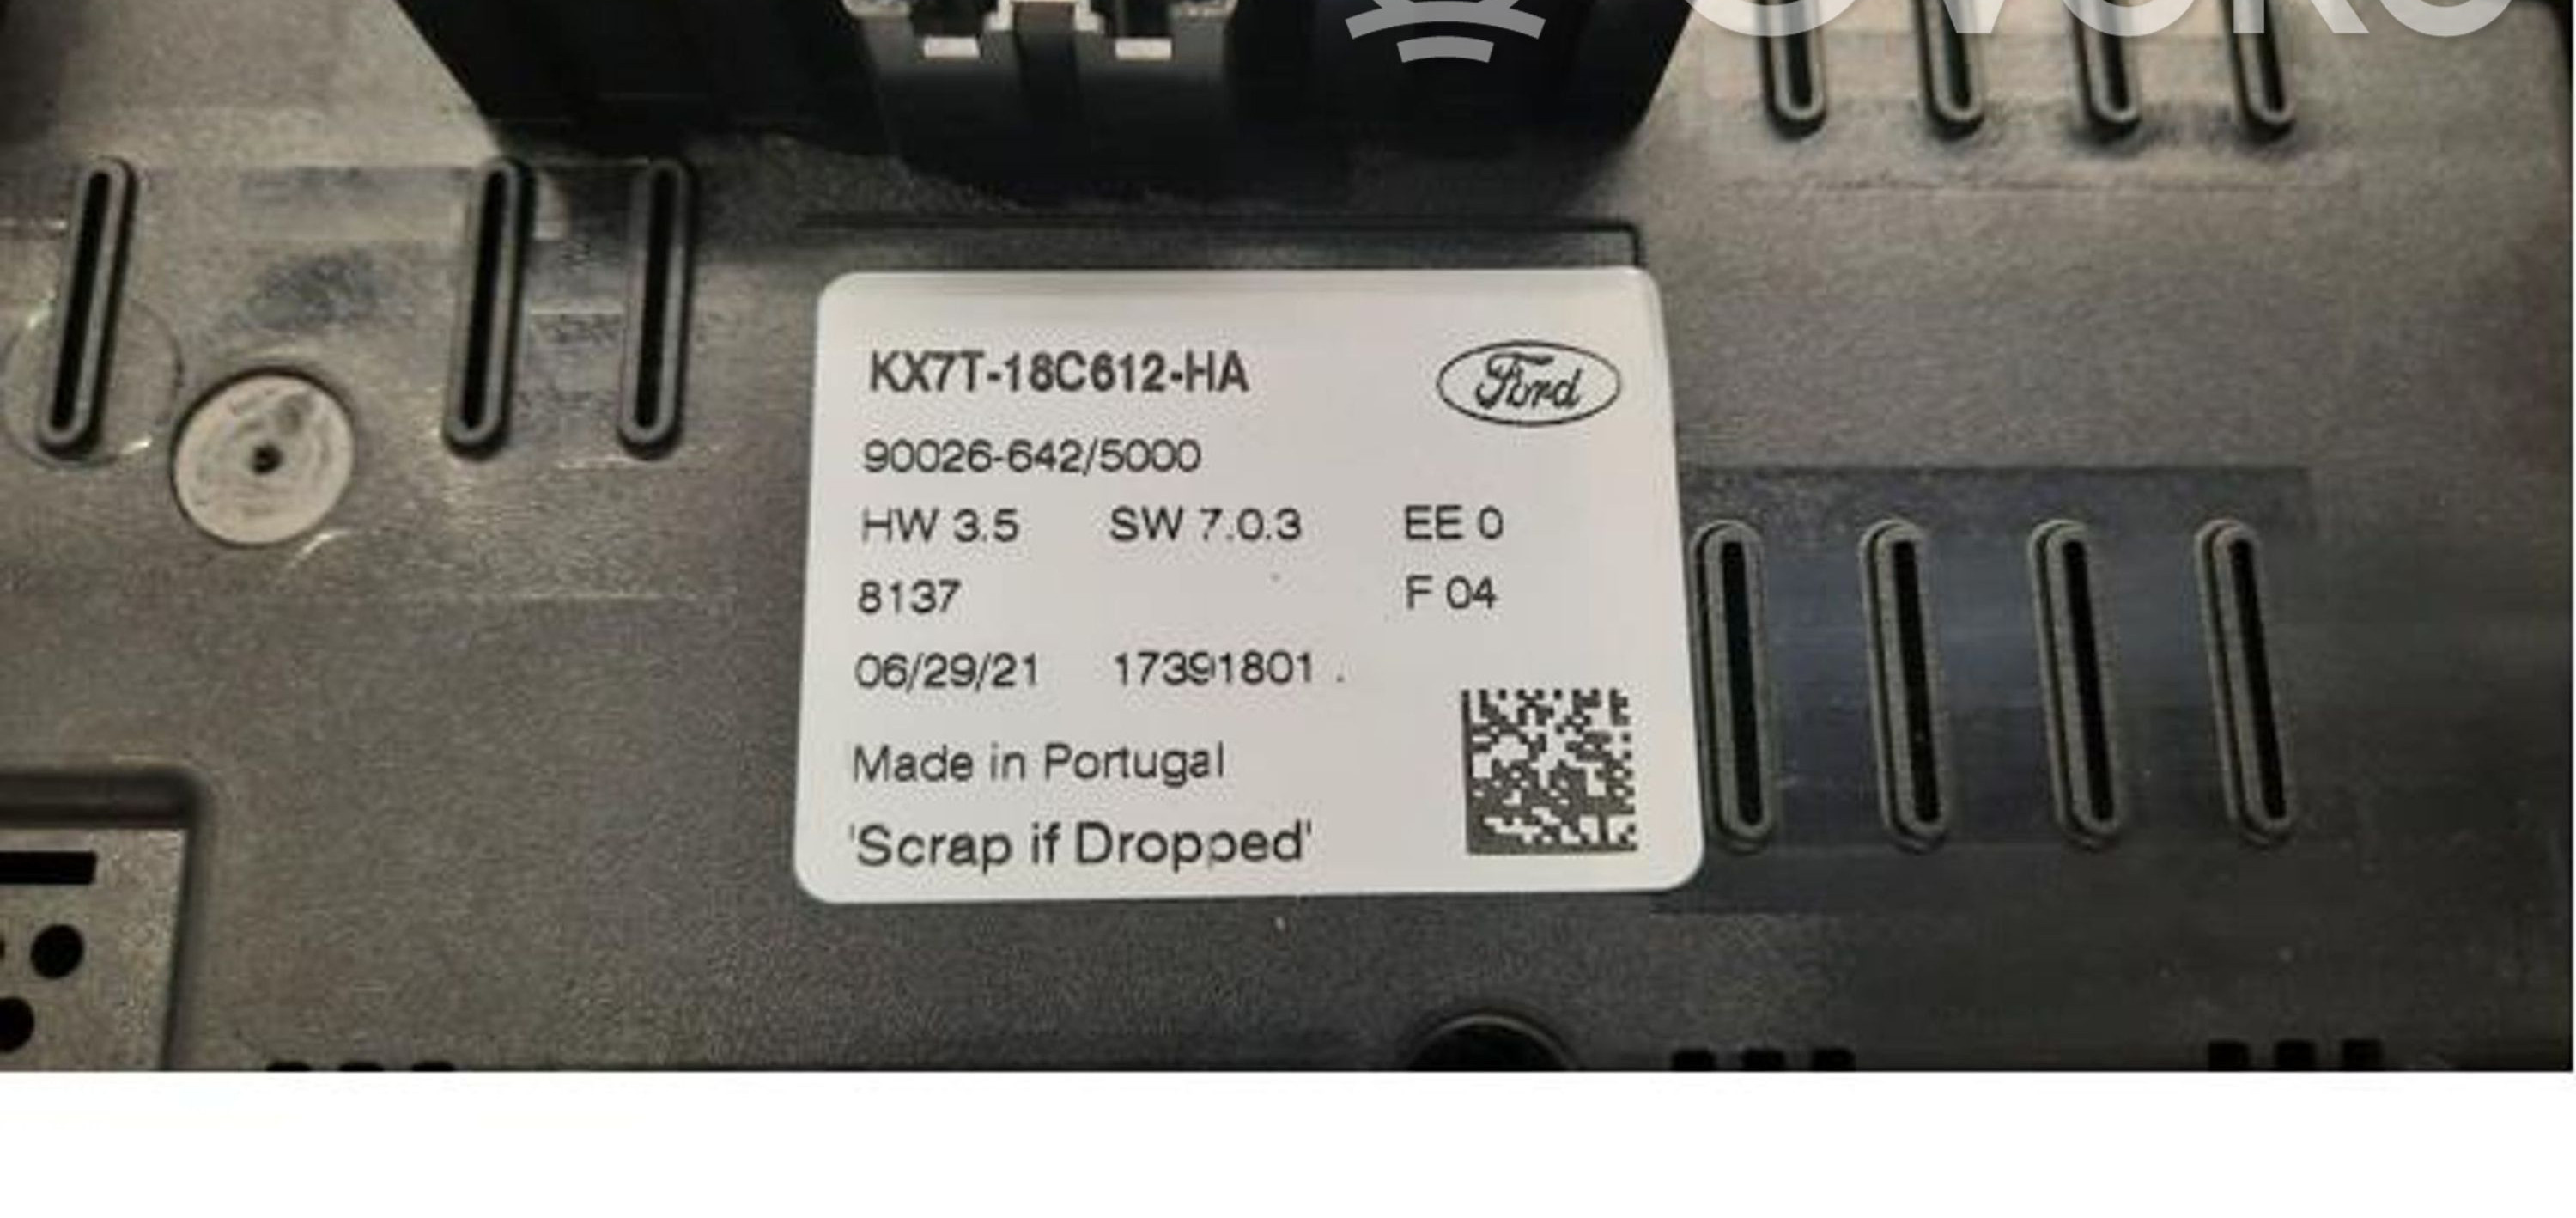 KX7T-18C612-HA
Ford
90026-642/5000
HW 3.5 SW 7.0.3 EE 0
8137 F 04
06/29/21 17391801 .
Made in Portugal
'Scrap if Dropped'